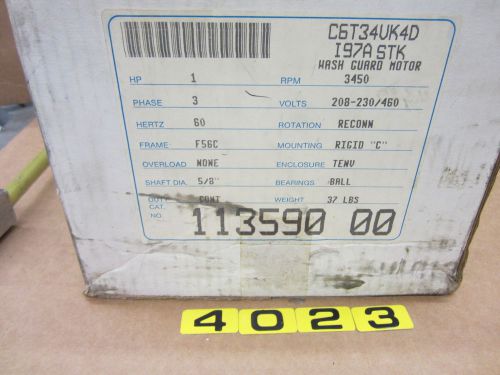 C6T34VK4D
I97A STK
WASH GUARD MOTOR
HP 1 RPM 3450
PHASE 3 VOLTS 208-230/460
HERTZ 60 ROTATION RECONN
FRAME F56C MOUNTING RIGID "C"
OVERLOAD NONE ENCLOSURE TENV
SHAFT DIA. 5/8" BEARINGS BALL
DUTY CONT WEIGHT 37 LBS
CAT. NO. 113590 00
4023